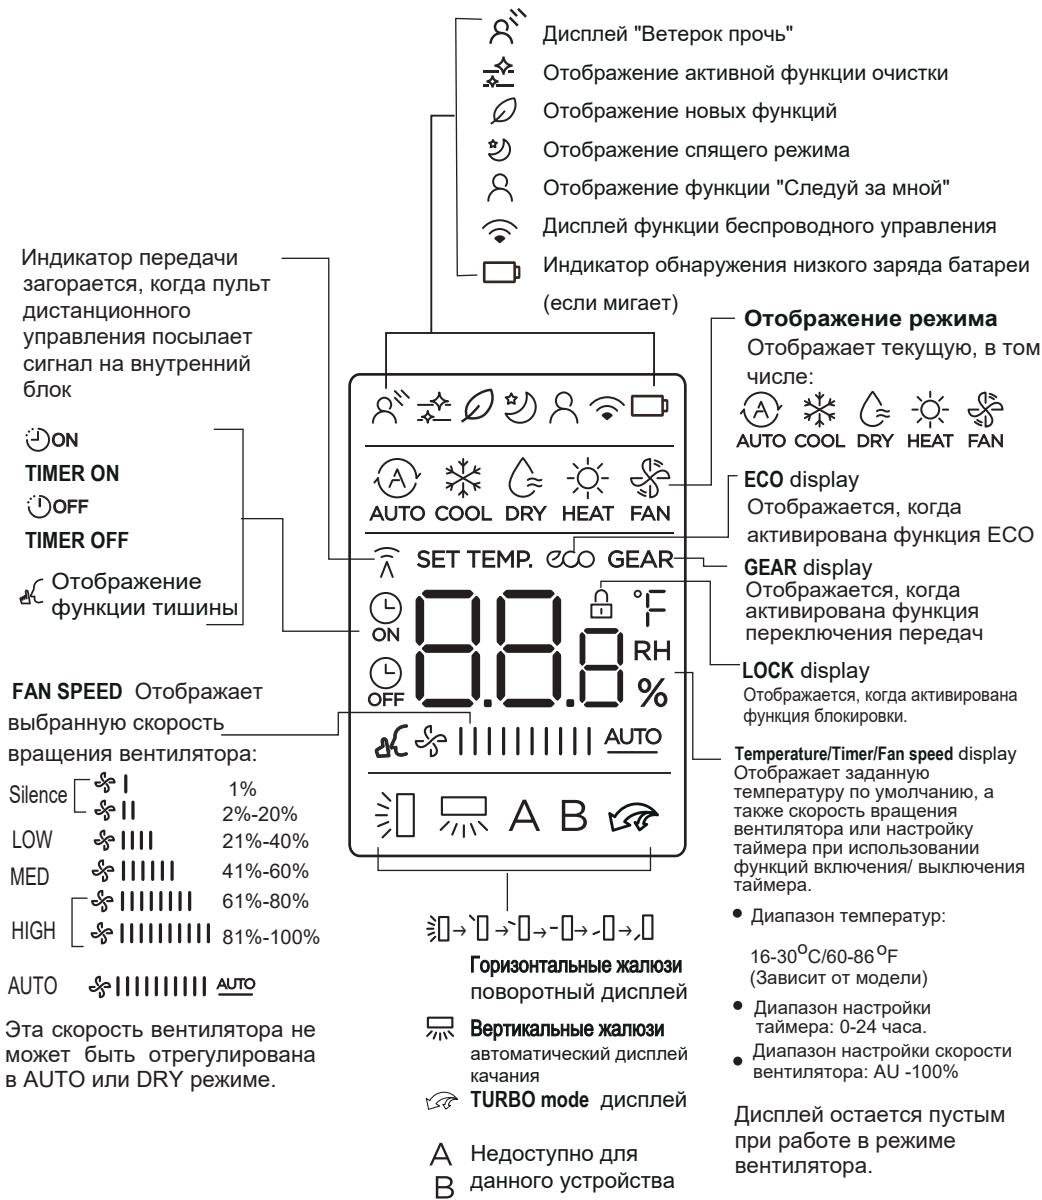 Дисплей "Ветерок прочь"
Отображение активной функции очистки
Отображение новых функций
Отображение спящего режима
Отображение функции "Следуй за мной"
Дисплей функции беспроводного управления
Индикатор обнаружения низкого заряда батареи
(если мигает)
Индикатор передачи
загорается, когда пульт
дистанционного
управления посылает
сигнал на внутренний
блок
ON
TIMER ON
OFF
TIMER OFF
Отображение
функции тишины
FAN SPEED Отображает
выбранную скорость
вращения вентилятора:
Silence 1%
2%-20%
LOW 21%-40%
MED 41%-60%
61%-80%
HIGH 81%-100%
AUTO AUTO
Эта скорость вентилятора не
может быть отрегулирована
в AUTO или DRY режиме.
A
AUTO COOL DRY HEAT FAN
SET TEMP. eco GEAR
ON
OFF
88.8
°F
RH
%
AUTO
A B
Горизонтальные жалюзи
поворотный дисплей
Вертикальные жалюзи
автоматический дисплей
качания
TURBO mode дисплей
A Недоступно для
B данного устройства
Отображение режима
Отображает текущую, в том
числе:
A
AUTO COOL DRY HEAT FAN
ECO display
Отображается, когда
активирована функция ECO
GEAR display
Отображается, когда
активирована функция
переключения передач
LOCK display
Отображается, когда активирована
функция блокировки.
Temperature/Timer/Fan speed display
Отображает заданную
температуру по умолчанию, а
также скорость вращения
вентилятора или настройку
таймера при использовании
функций включения/ выключения
таймера.
• Диапазон температур:
16-30°C/60-86°F
(Зависит от модели)
• Диапазон настройки
таймера: 0-24 часа.
• Диапазон настройки скорости
вентилятора: AU -100%
Дисплей остается пустым
при работе в режиме
вентилятора.